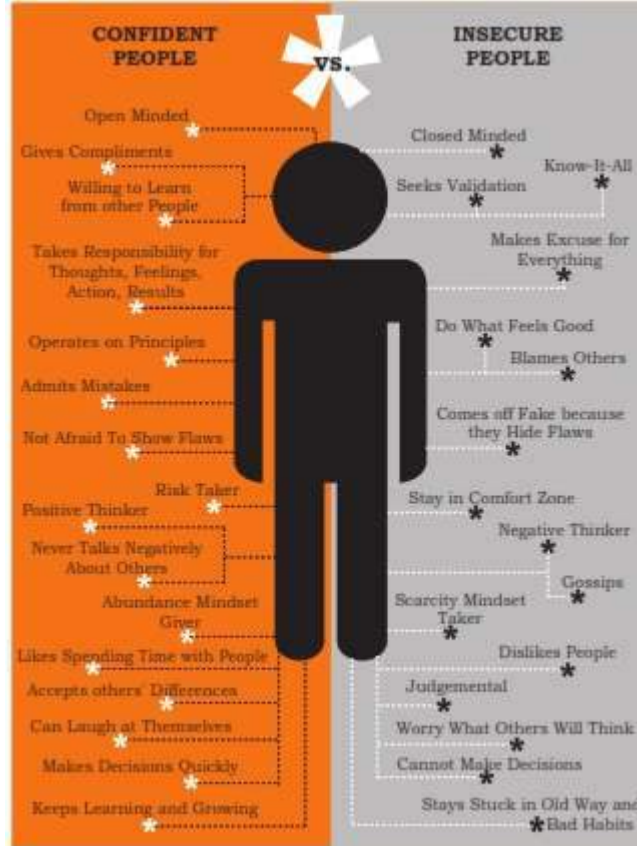 CONFIDENT
PEOPLE
VS.
INSECURE
PEOPLE
Open Minded
Gives Compliments
Willing to Learn
from other People
Takes Responsibility for
Thoughts, Feelings,
Action, Results
Operates on Principles
Admits Mistakes
Not Afraid To Show Flaws
Risk Taker
Positive Thinker
Never Talks Negatively
About Others
Abundance Mindset
Giver
Likes Spending Time with People
Accepts others' Differences
Can Laugh at Themselves
Makes Decisions Quickly
Keeps Learning and Growing
Closed Minded
Know-It-All
Seeks Validation
Makes Excuse for
Everything
Do What Feels Good
Blames Others
Comes off Fake because
they Hide Flaws
Stay in Comfort Zone
Negative Thinker
Gossips
Scarcity Mindset
Taker
Dislikes People
Judgemental
Worry What Others Will Think
Cannot Make Decisions
Stays Stuck in Old Way and
Bad Habits